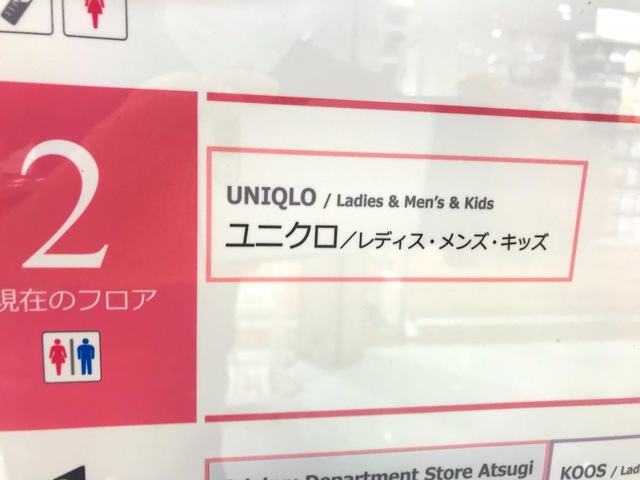 2
現在のフロア
UNIQLO / Ladies & Men's & Kids
ユニクロ/レディス・メンズ・キッズ
Department Store Atsugi
KOOS / Lad